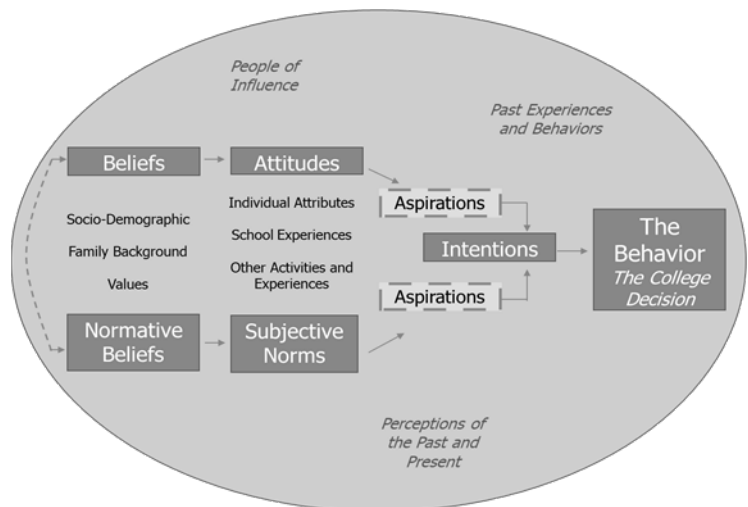 People of
Influence
Past Experiences
and Behaviors
Beliefs
Attitudes
Socio-Demographic
Family Background
Values
Individual Attributes
School Experiences
Other Activities and
Experiences
Aspirations
Intentions
Aspirations
The
Behavior
The College
Decision
Normative
Beliefs
Subjective
Norms
Perceptions of
the Past and
Present